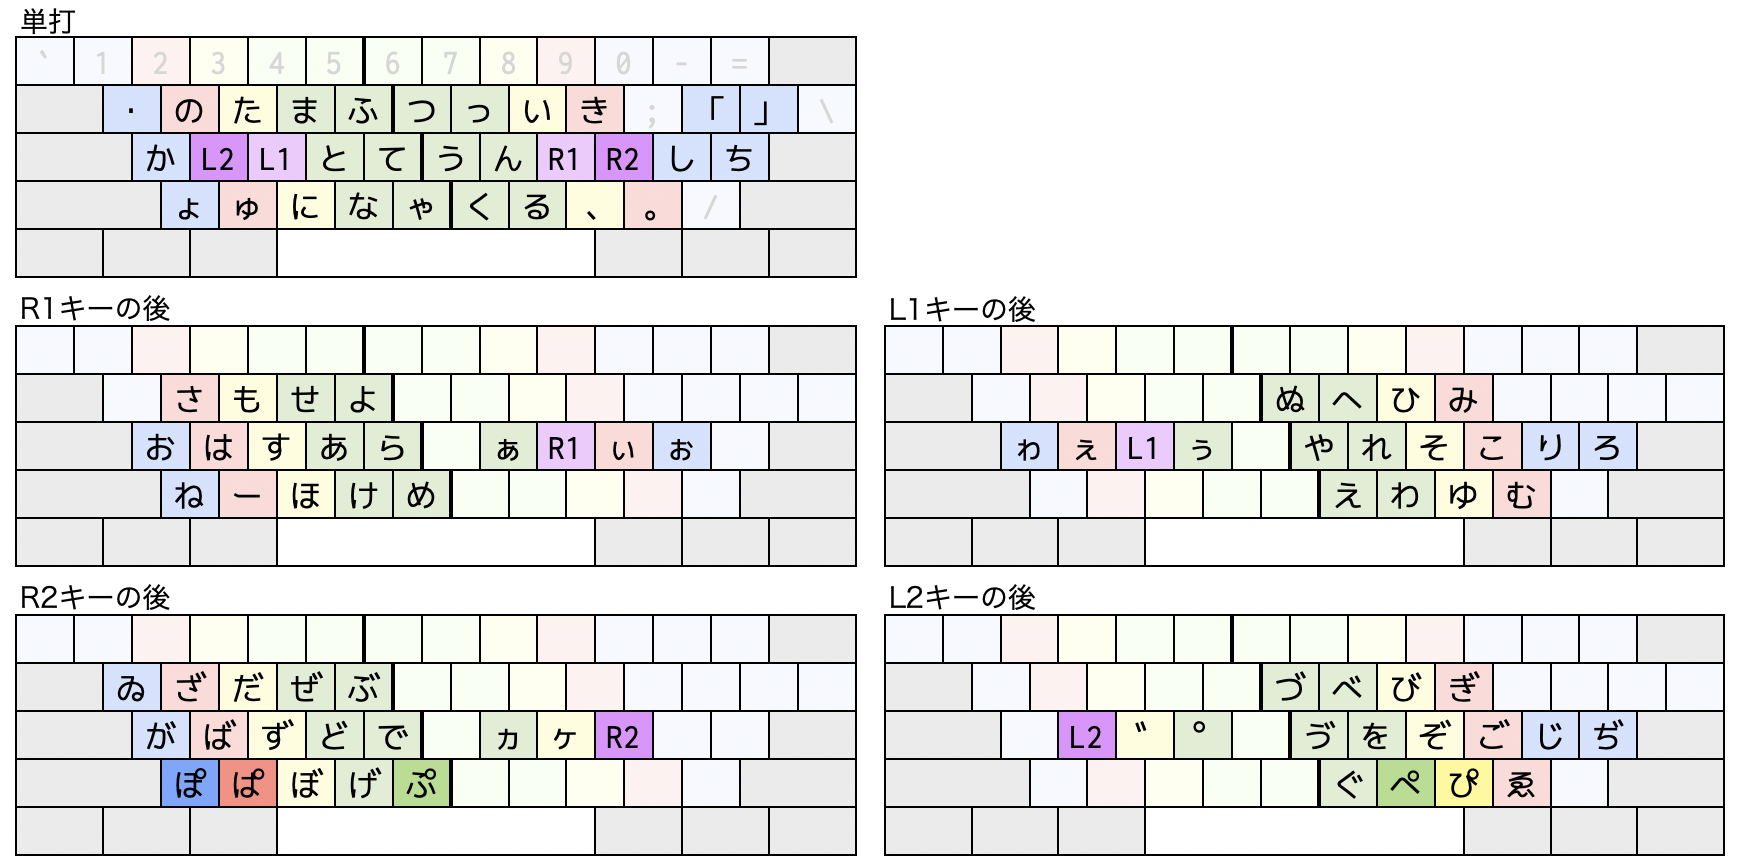 単打
` 1 2 3 4 5 6 7 8 9 0 - =
・ の た ま ふ つ っ い き ; 「 」 \
か L2 L1 と て う ん R1 R2 し ち
ょ ゅ に な ゃ く る 、 。 /
R1キーの後
さ も せ よ
お は す あ ら ぁ R1 ぃ ぉ
ね ー ほ け め
L1キーの後
ぬ へ ひ み
ゎ ぇ L1 ぅ や れ そ こ り ろ
え わ ゆ む
R2キーの後
ゐ ざ だ ぜ ぶ
が ば ず ど で ヵ ヶ R2
ぽ ぱ ぼ げ ぷ
L2キーの後
づ べ び ぎ
L2 ゛ ゜ ゔ を ぞ ご じ ぢ
ぐ ぺ ぴ ゑ